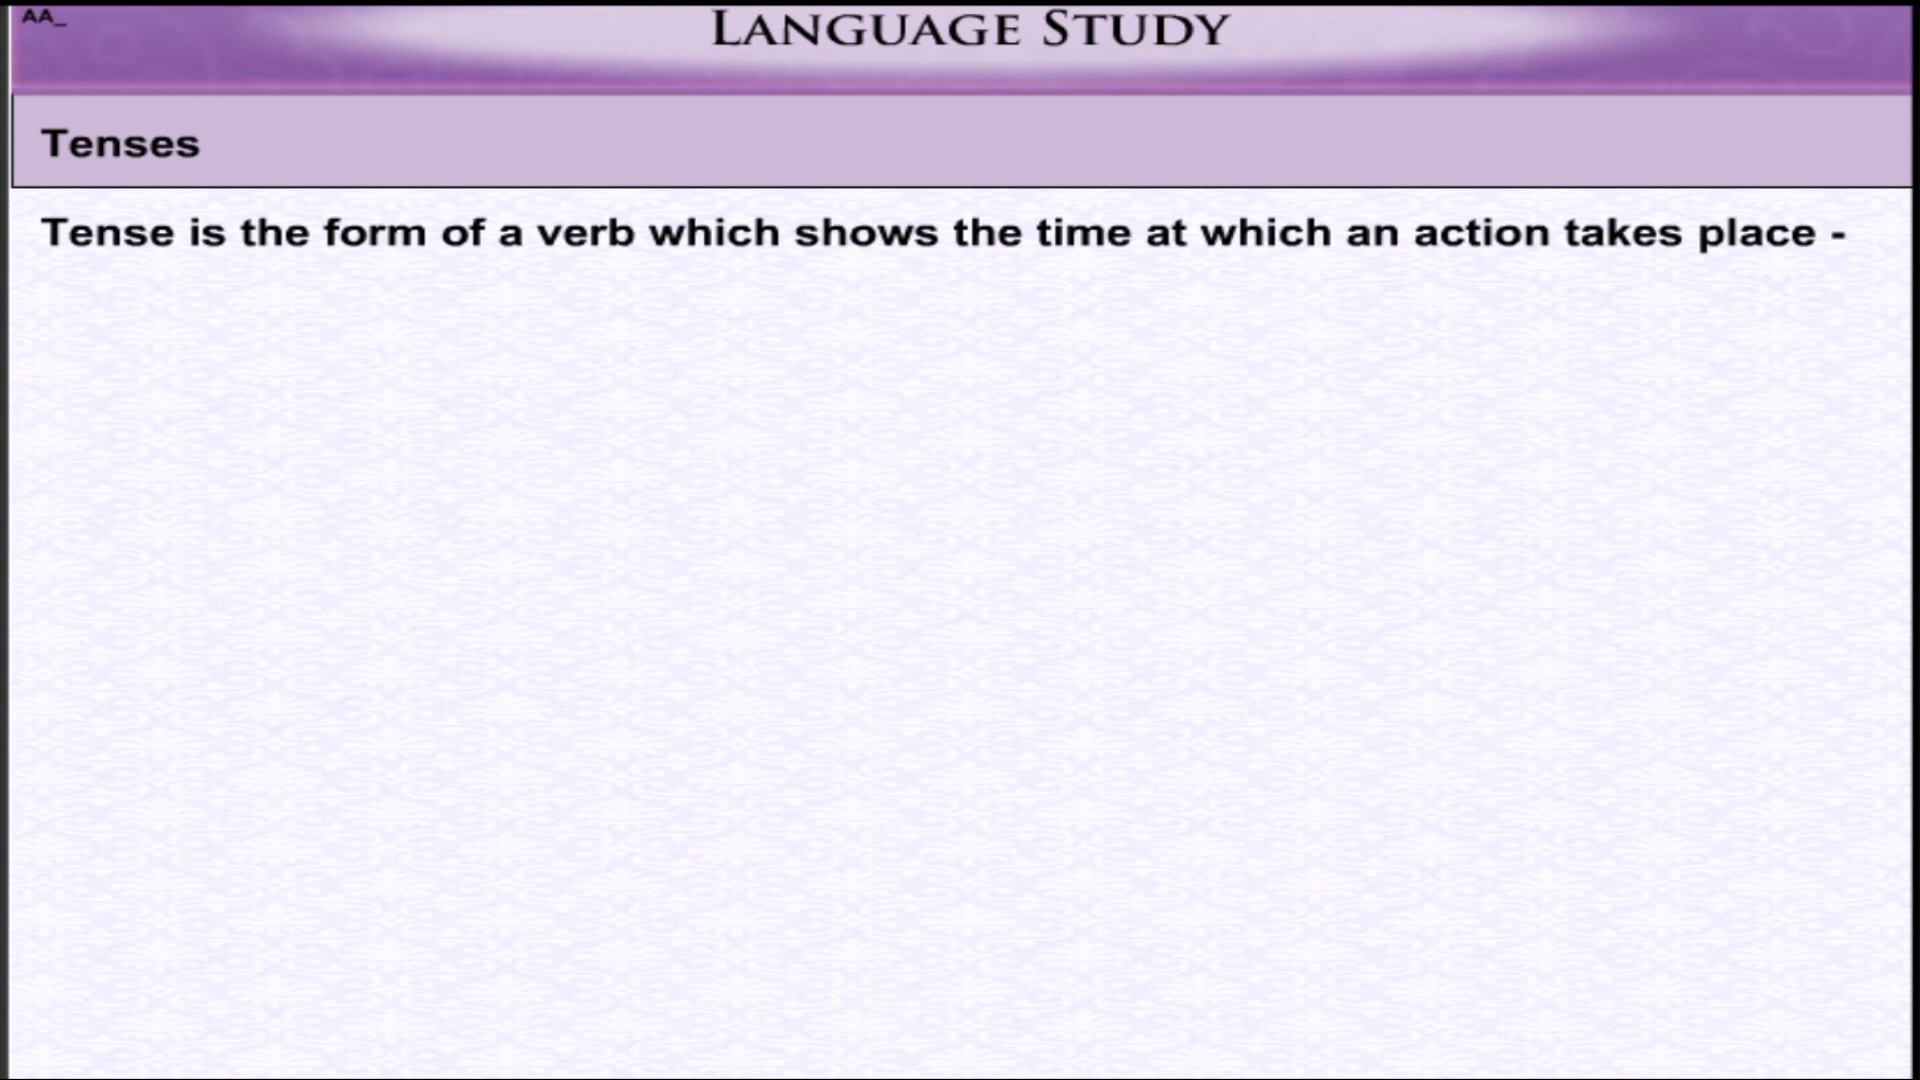 AA_
LANGUAGE STUDY
Tenses
Tense is the form of a verb which shows the time at which an action takes place -